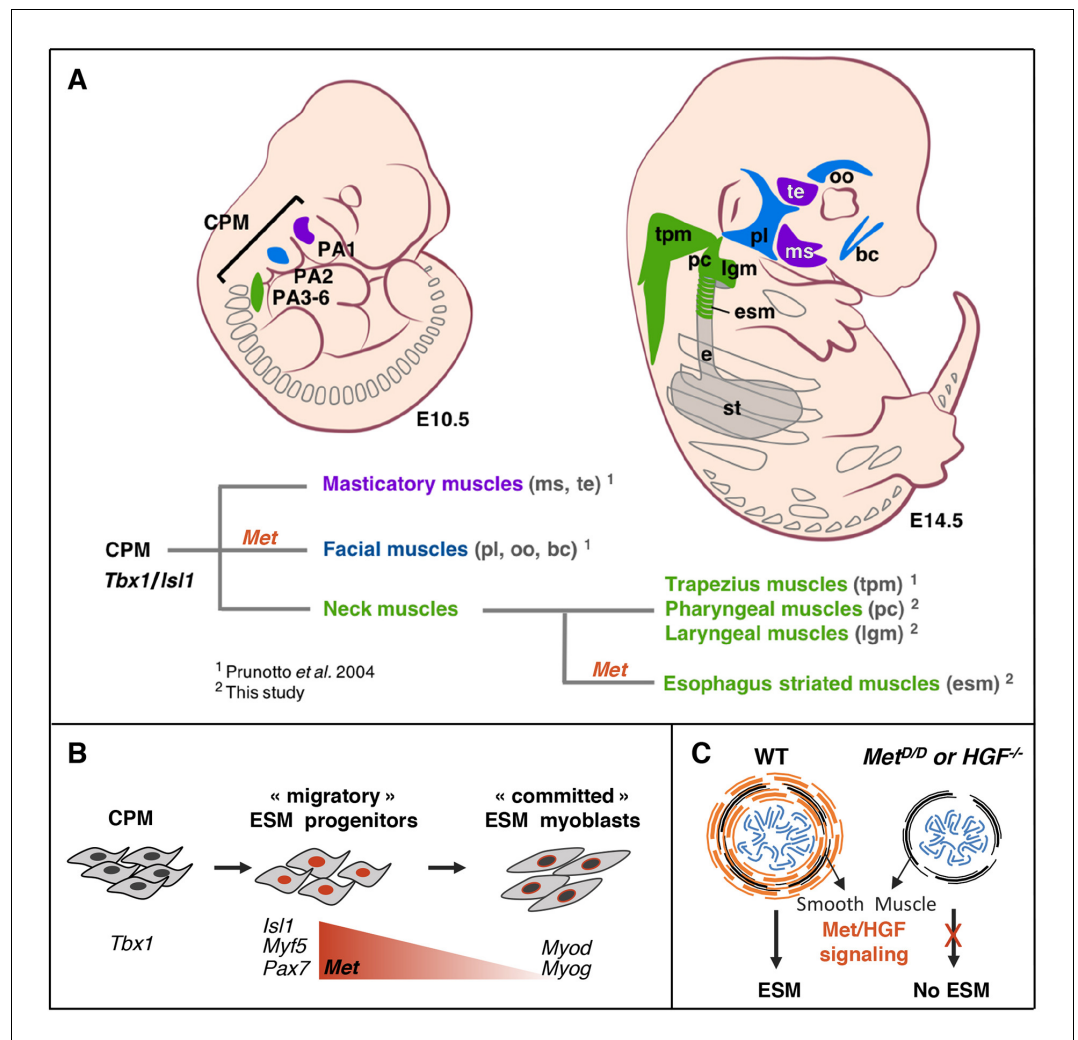 A
CPM
PA1
PA2
PA3-6
E10.5
oo
te
tpm
pl
ms
bc
pc
lgm
esm
e
st
E14.5
Masticatory muscles (ms, te) 1
Met
CPM
Facial muscles (pl, oo, bc) 1
Tbx1/Isl1
Neck muscles
Trapezius muscles (tpm) 1
Pharyngeal muscles (pc) 2
Laryngeal muscles (lgm) 2
Met
Esophagus striated muscles (esm) 2
1 Prunotto et al. 2004
2 This study
B
CPM
« migratory »
ESM progenitors
« committed »
ESM myoblasts
Tbx1
Isl1
Myf5
Pax7
Met
Myod
Myog
C
WT
MetD/D or HGF-/-
Smooth Muscle
Met/HGF
signaling
X
ESM
No ESM